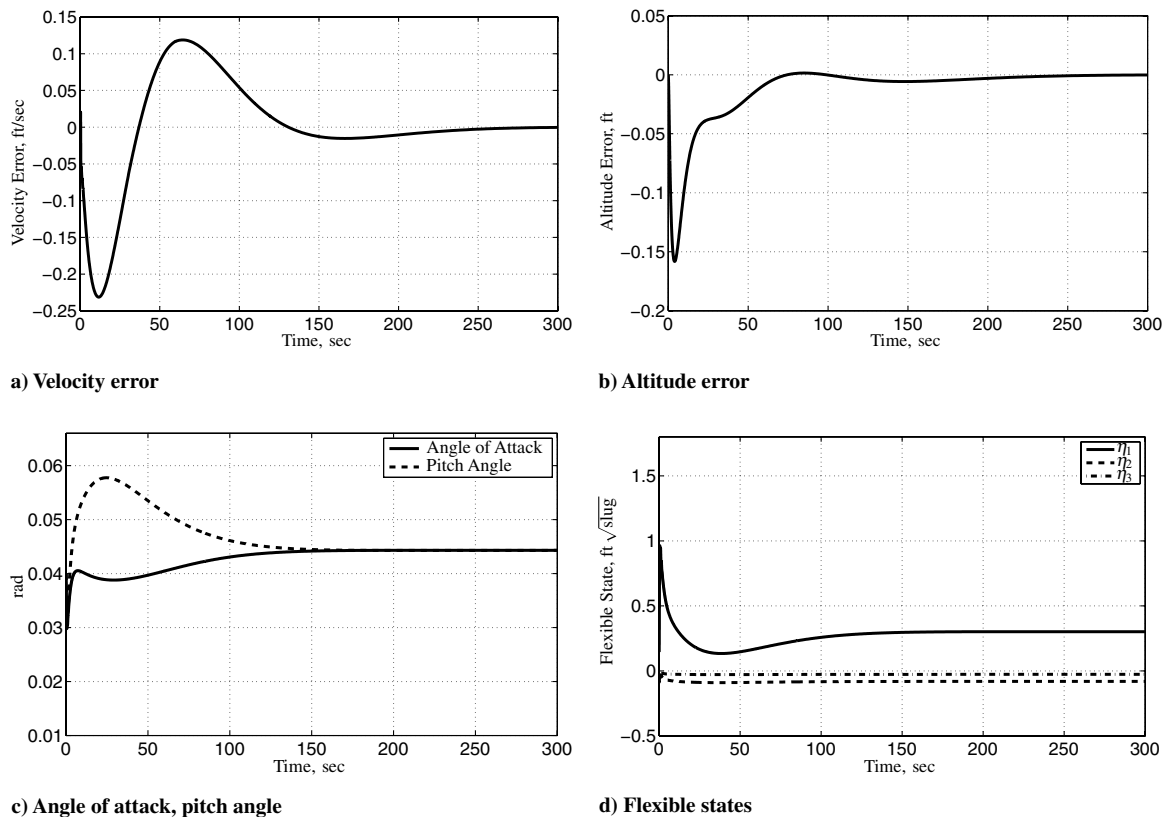 0.15
0.1
0.05
0
−0.05
−0.1
−0.15
−0.2
−0.25
0 50 100 150 200 250 300
Velocity Error, ft/sec
Time, sec
a) Velocity error
0.05
0
−0.05
−0.1
−0.15
−0.2
0 50 100 150 200 250 300
Altitude Error, ft
Time, sec
b) Altitude error
0.06
0.05
0.04
0.03
0.02
0.01
0 50 100 150 200 250 300
rad
Time, sec
Angle of Attack
Pitch Angle
c) Angle of attack, pitch angle
1.5
1
0.5
0
−0.5
0 50 100 150 200 250 300
Flexible State, ft √slug
Time, sec
η1
η2
η3
d) Flexible states